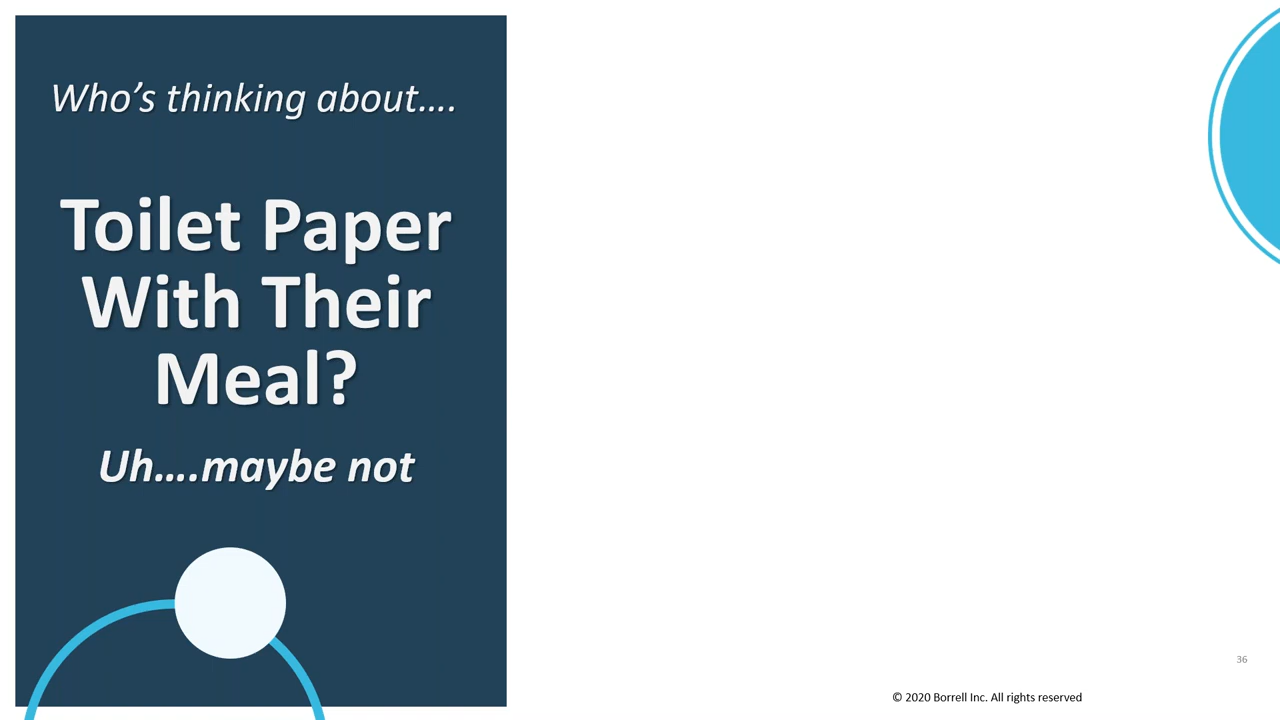 Who's thinking about....
Toilet Paper
With Their
Meal?
Uh....maybe not
36
© 2020 Borrell Inc. All rights reserved